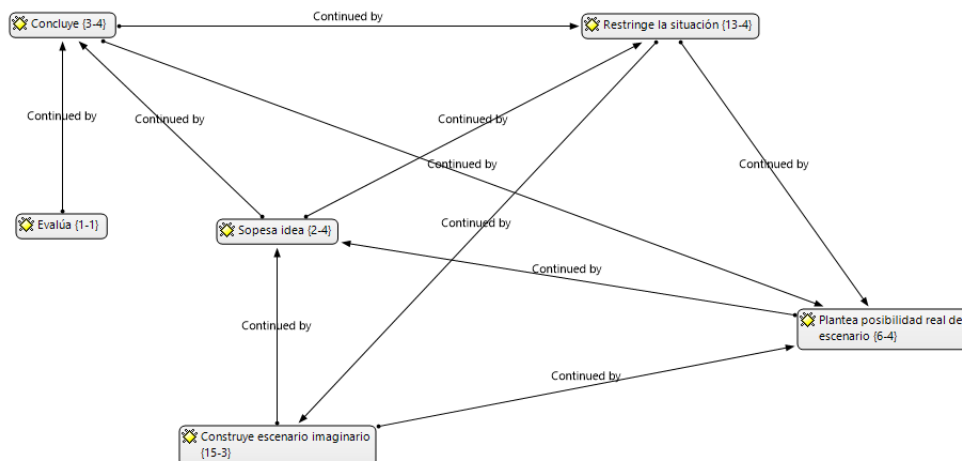 Concluye {3-4}
Continued by
Restringe la situación {13-4}
Continued by
Continued by
Continued by
Continued by
Continued by
Continued by
Evalúa {1-1}
Sopesa idea {2-4}
Continued by
Continued by
Plantea posibilidad real de
escenario {6-4}
Continued by
Construye escenario imaginario
{15-3}